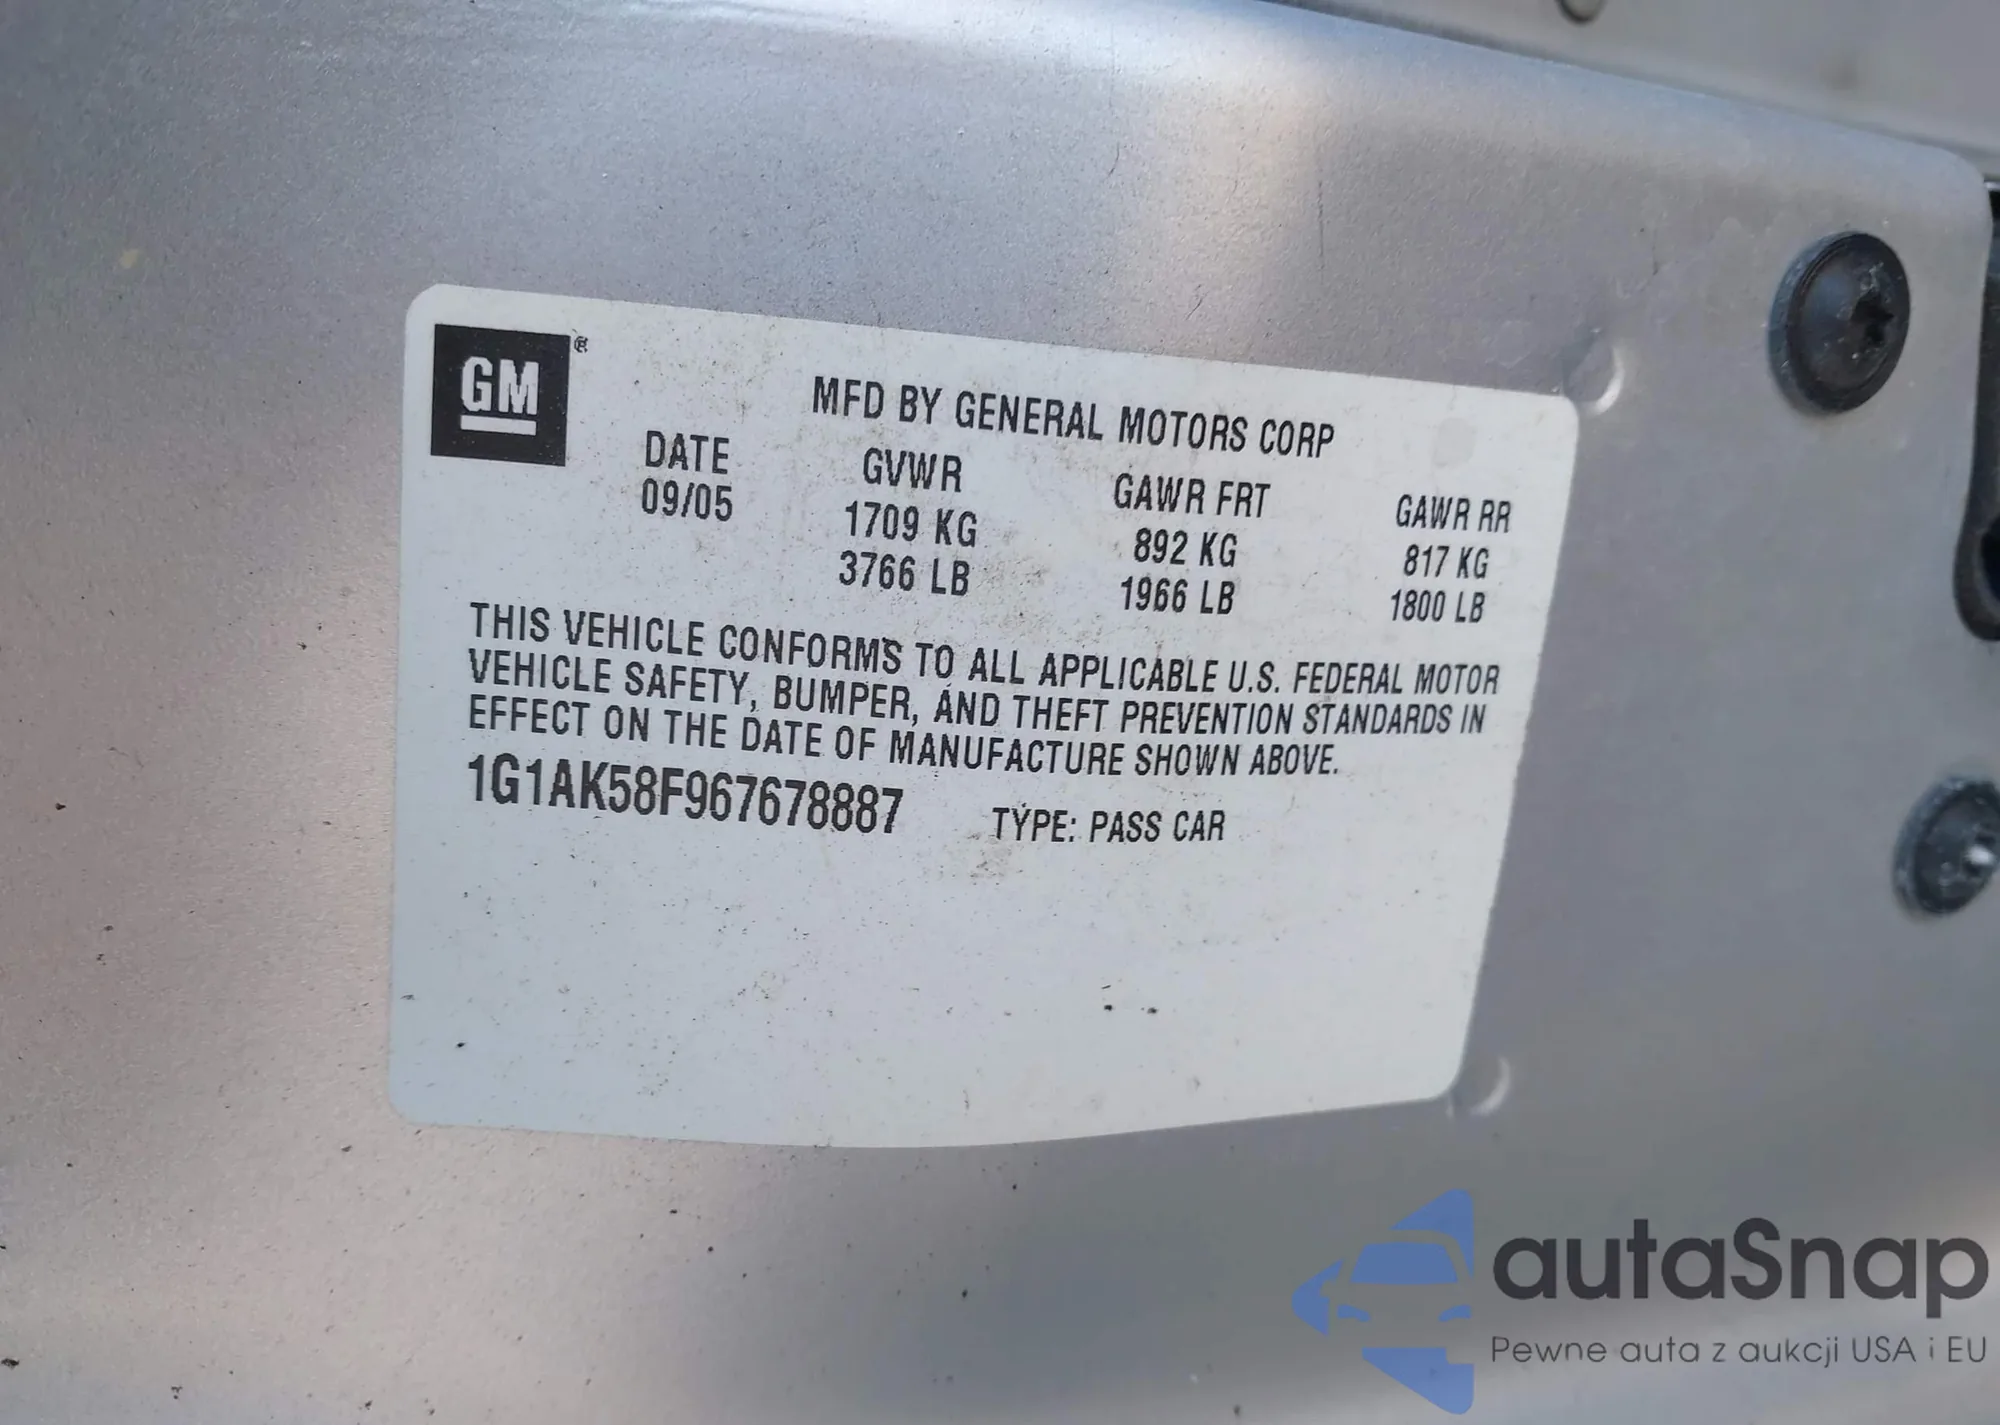 GM®
MFD BY GENERAL MOTORS CORP
DATE GVWR GAWR FRT GAWR RR
09/05 1709 KG 892 KG 817 KG
3766 LB 1966 LB 1800 LB
THIS VEHICLE CONFORMS TO ALL APPLICABLE U.S. FEDERAL MOTOR
VEHICLE SAFETY, BUMPER, AND THEFT PREVENTION STANDARDS IN
EFFECT ON THE DATE OF MANUFACTURE SHOWN ABOVE.
1G1AK58F967678887 TYPE: PASS CAR
autaSnap
Pewne auta z aukcji USA i EU